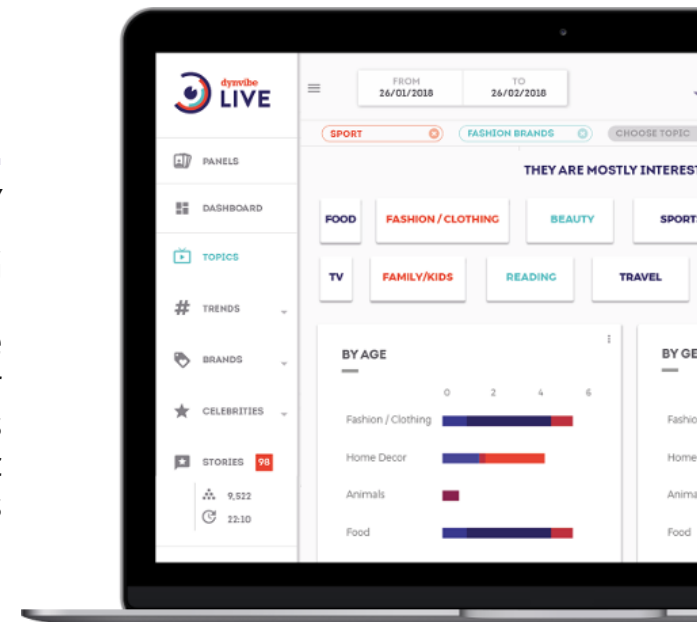 dynvibe
LIVE
FROM
26/01/2018
TO
26/02/2018
SPORT
FASHION BRANDS
CHOOSE TOPIC
PANELS
DASHBOARD
TOPICS
# TRENDS
BRANDS
CELEBRITIES
STORIES 98
9,522
22:10
THEY ARE MOSTLY INTEREST
FOOD
FASHION / CLOTHING
BEAUTY
SPORTS
TV
FAMILY/KIDS
READING
TRAVEL
BY AGE
0 2 4 6
Fashion / Clothing
Home Decor
Animals
Food
BY GE
Fashio
Home
Anima
Food